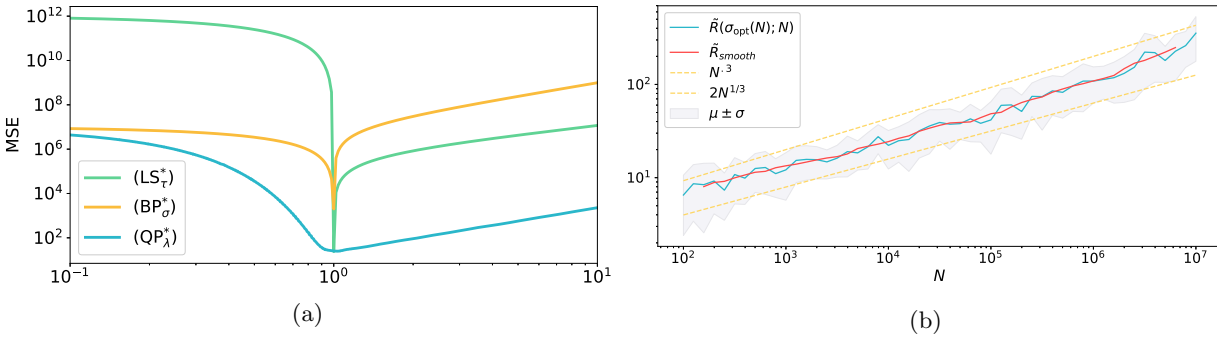 10^12
10^10
10^8
10^6
10^4
10^2
MSE
(LS*_τ)
(BP*_σ)
(QP*_λ)
10^−1
10^0
10^1
(a)
R̃(σ_opt(N); N)
R̃_smooth
N^.3
2N^1/3
μ ± σ
10^2
10^1
10^2
10^3
10^4
10^5
10^6
10^7
N
(b)